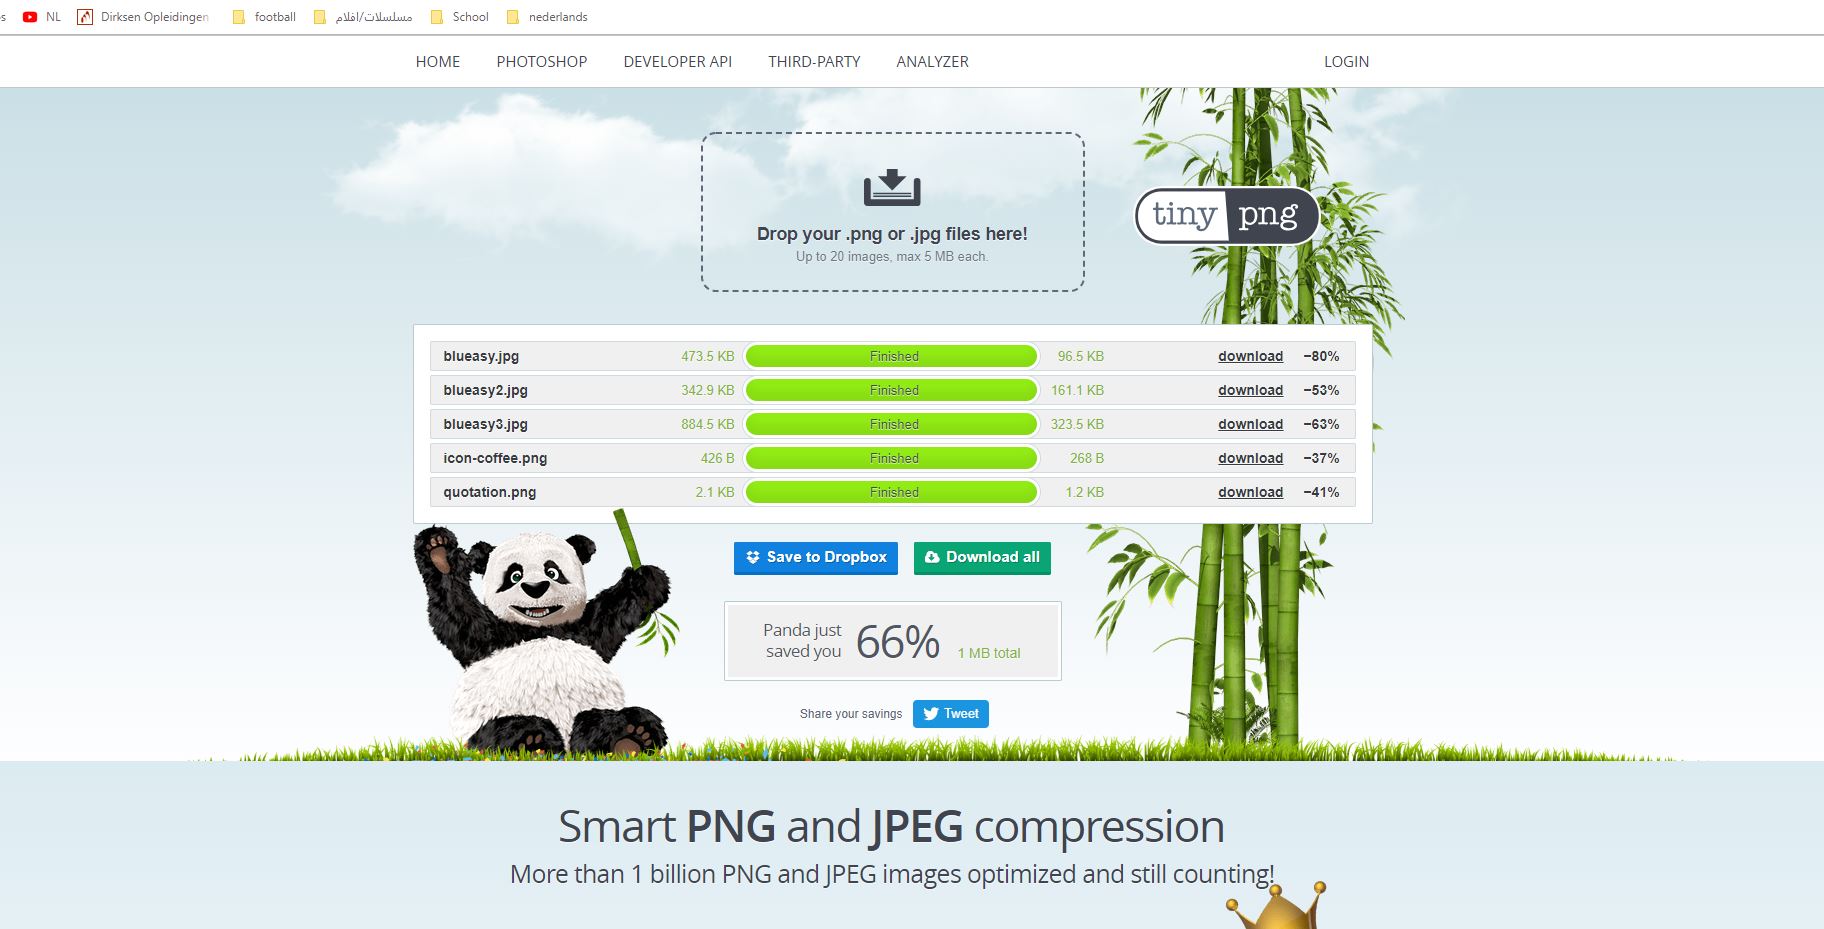 NL Dirksen Opleidingen football مسلسلات/افلام School nederlands
HOME PHOTOSHOP DEVELOPER API THIRD-PARTY ANALYZER LOGIN
Drop your .png or .jpg files here!
Up to 20 images, max 5 MB each.
tiny png
blueasy.jpg 473.5 KB Finished 96.5 KB download −80%
blueasy2.jpg 342.9 KB Finished 161.1 KB download −53%
blueasy3.jpg 884.5 KB Finished 323.5 KB download −63%
icon-coffee.png 426 B Finished 268 B download −37%
quotation.png 2.1 KB Finished 1.2 KB download −41%
Save to Dropbox Download all
Panda just
saved you 66% 1 MB total
Share your savings Tweet
Smart PNG and JPEG compression
More than 1 billion PNG and JPEG images optimized and still counting!